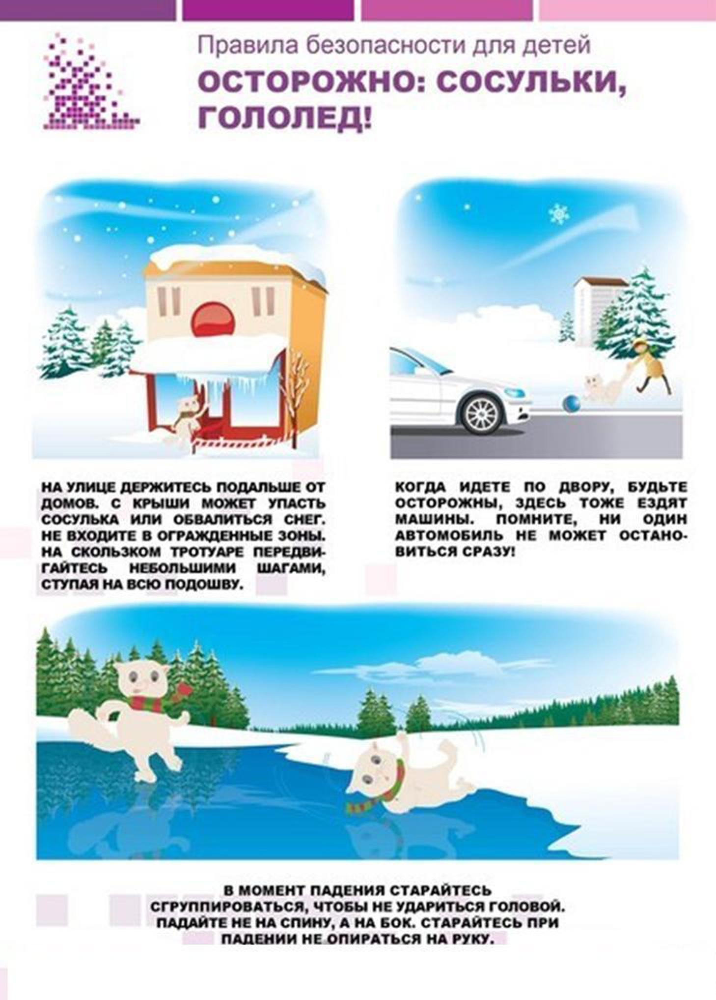 Правила безопасности для детей
ОСТОРОЖНО: СОСУЛЬКИ,
ГОЛОЛЕД!
НА УЛИЦЕ ДЕРЖИТЕСЬ ПОДАЛЬШЕ ОТ
ДОМОВ. С КРЫШИ МОЖЕТ УПАСТЬ
СОСУЛЬКА ИЛИ ОБВАЛИТЬСЯ СНЕГ.
НЕ ВХОДИТЕ В ОГРАЖДЕННЫЕ ЗОНЫ.
НА СКОЛЬЗКОМ ТРОТУАРЕ ПЕРЕДВИ-
ГАЙТЕСЬ НЕБОЛЬШИМИ ШАГАМИ,
СТУПАЯ НА ВСЮ ПОДОШВУ.
КОГДА ИДЕТЕ ПО ДВОРУ, БУДЬТЕ
ОСТОРОЖНЫ, ЗДЕСЬ ТОЖЕ ЕЗДЯТ
МАШИНЫ. ПОМНИТЕ, НИ ОДИН
АВТОМОБИЛЬ НЕ МОЖЕТ ОСТАНО-
ВИТЬСЯ СРАЗУ!
В МОМЕНТ ПАДЕНИЯ СТАРАЙТЕСЬ
СГРУППИРОВАТЬСЯ, ЧТОБЫ НЕ УДАРИТЬСЯ ГОЛОВОЙ.
ПАДАЙТЕ НЕ НА СПИНУ, А НА БОК. СТАРАЙТЕСЬ ПРИ
ПАДЕНИИ НЕ ОПИРАТЬСЯ НА РУКУ.